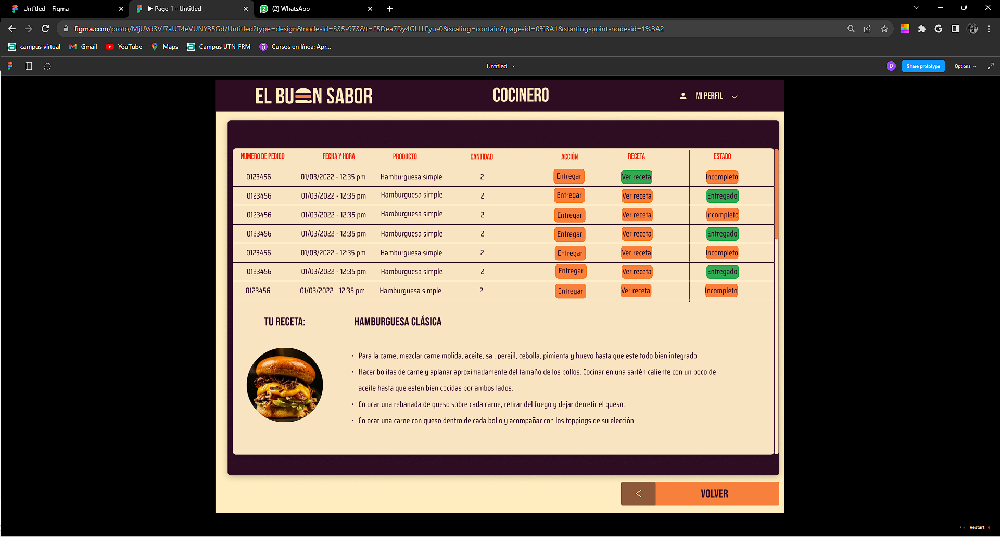 Untitled – Figma
Page 1 - Untitled
(2) WhatsApp
figma.com/proto/MjUVd3VJ7aUT4eVUNY35Gd/Untitled?type=design&node-id=335-973&t=F5Dea7Dy4GLLLFyu-0&scaling=contain&page-id=0%3A1&starting-point-node-id=1%3A2
campus virtual Gmail YouTube Maps Campus UTN-FRM Cursos en línea: Apr...
Untitled
D Share prototype Options
EL BUEN SABOR COCINERO MI PERFIL
NUMERO DE PEDIDO FECHA Y HORA PRODUCTO CANTIDAD ACCIÓN RECETA ESTADO
0123456 01/03/2022 - 12:35 pm Hamburguesa simple 2 Entregar Ver receta Incompleto
0123456 01/03/2022 - 12:35 pm Hamburguesa simple 2 Entregar Ver receta Entregado
0123456 01/03/2022 - 12:35 pm Hamburguesa simple 2 Entregar Ver receta Incompleto
0123456 01/03/2022 - 12:35 pm Hamburguesa simple 2 Entregar Ver receta Entregado
0123456 01/03/2022 - 12:35 pm Hamburguesa simple 2 Entregar Ver receta Incompleto
0123456 01/03/2022 - 12:35 pm Hamburguesa simple 2 Entregar Ver receta Entregado
0123456 01/03/2022 - 12:35 pm Hamburguesa simple 2 Entregar Ver receta Incompleto
TU RECETA: HAMBURGUESA CLÁSICA
• Para la carne, mezclar carne molida, aceite, sal, perejil, cebolla, pimienta y huevo hasta que este todo bien integrado.
• Hacer bolitas de carne y aplanar aproximadamente del tamaño de los bollos. Cocinar en una sartén caliente con un poco de
aceite hasta que estén bien cocidas por ambos lados.
• Colocar una rebanada de queso sobre cada carne, retirar del fuego y dejar derretir el queso.
• Colocar una carne con queso dentro de cada bollo y acompañar con los toppings de su elección.
< VOLVER
Restart R